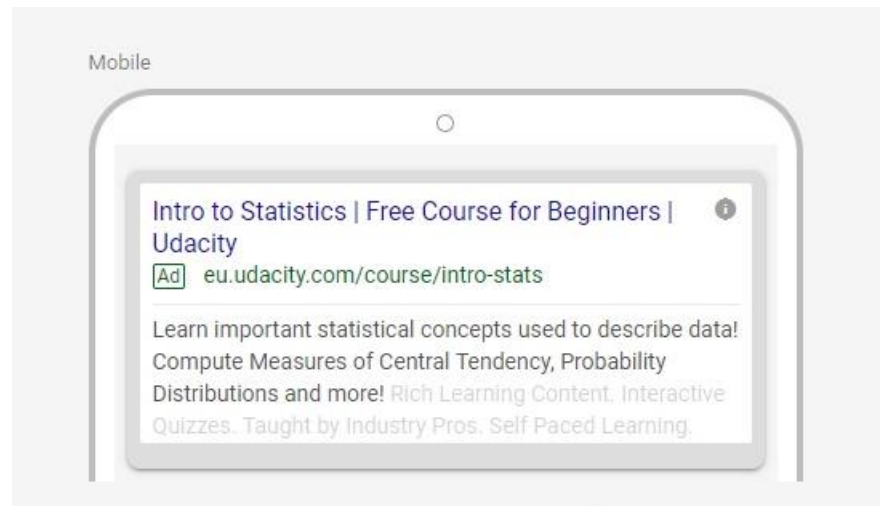 Mobile
Intro to Statistics | Free Course for Beginners |
Udacity
Ad eu.udacity.com/course/intro-stats
Learn important statistical concepts used to describe data!
Compute Measures of Central Tendency, Probability
Distributions and more! Rich Learning Content. Interactive
Quizzes. Taught by Industry Pros. Self Paced Learning.